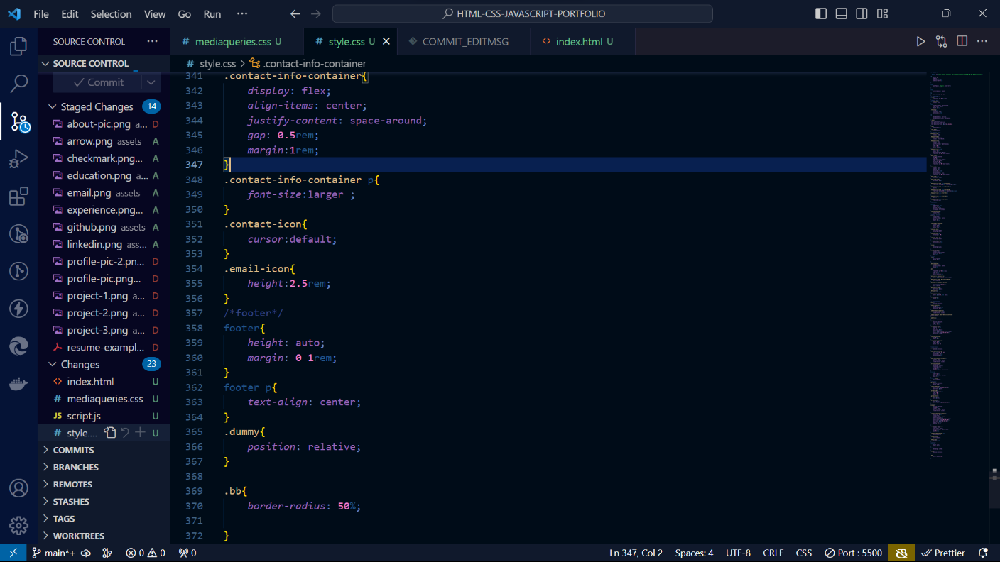 File Edit Selection View Go Run ··· HTML-CSS-JAVASCRIPT-PORTFOLIO
SOURCE CONTROL ···
# mediaqueries.css U # style.css U COMMIT_EDITMSG <> index.html U ···
SOURCE CONTROL
# style.css > .contact-info-container
Commit
Staged Changes 14
about-pic.png a... D
arrow.png assets A
checkmark.png... A
education.png a... A
email.png assets A
experience.png... A
github.png assets A
linkedin.png ass... A
profile-pic-2.pn... D
profile-pic.png... D
project-1.png a... D
project-2.png a... D
project-3.png a... D
resume-exampl... D
Changes 23
<> index.html U
# mediaqueries.css U
JS script.js U
# style.... U
COMMITS
BRANCHES
REMOTES
STASHES
TAGS
WORKTREES
341 .contact-info-container{
342 display: flex;
343 align-items: center;
344 justify-content: space-around;
345 gap: 0.5rem;
346 margin:1rem;
347 }
348 .contact-info-container p{
349 font-size:larger ;
350 }
351 .contact-icon{
352 cursor:default;
353 }
354 .email-icon{
355 height:2.5rem;
356 }
357 /*footer*/
358 footer{
359 height: auto;
360 margin: 0 1rem;
361 }
362 footer p{
363 text-align: center;
364 }
365 .dummy{
366 position: relative;
367 }
368
369 .bb{
370 border-radius: 50%;
371
372 }
main*+ 0 0 0 Ln 347, Col 2 Spaces: 4 UTF-8 CRLF CSS Port : 5500 Prettier